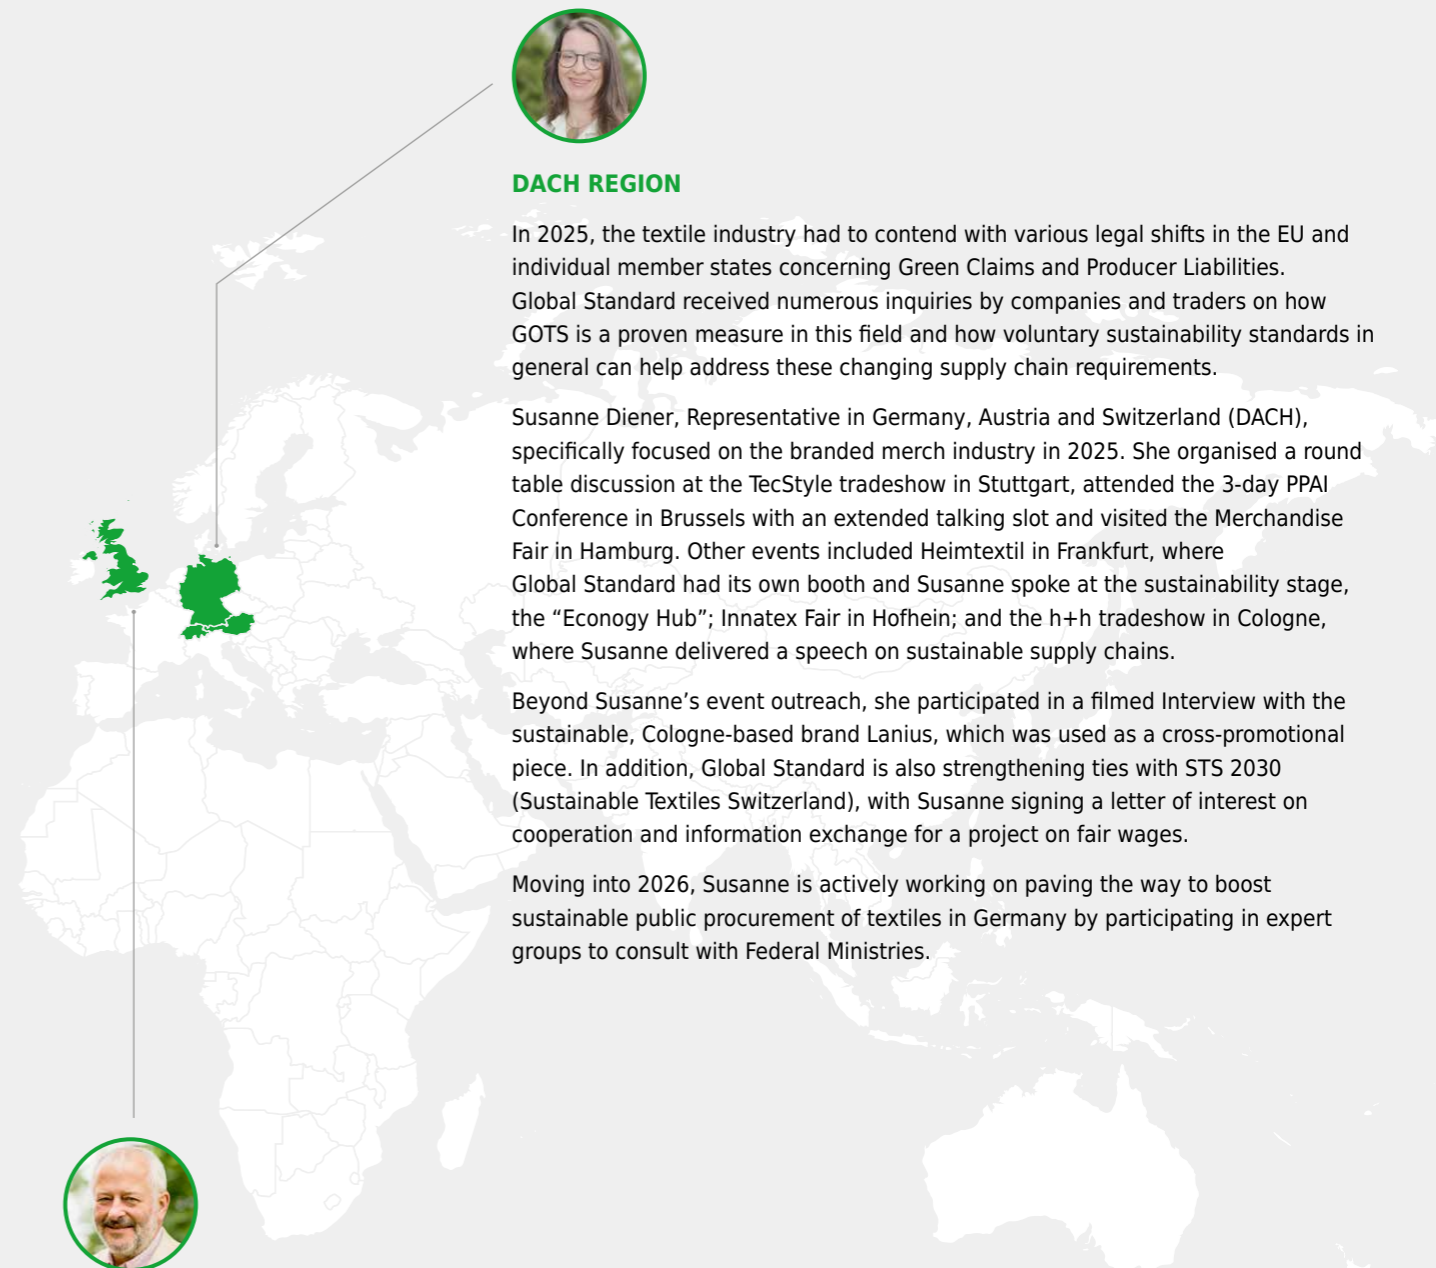 DACH REGION
In 2025, the textile industry had to contend with various legal shifts in the EU and
individual member states concerning Green Claims and Producer Liabilities.
Global Standard received numerous inquiries by companies and traders on how
GOTS is a proven measure in this field and how voluntary sustainability standards in
general can help address these changing supply chain requirements.
Susanne Diener, Representative in Germany, Austria and Switzerland (DACH),
specifically focused on the branded merch industry in 2025. She organised a round
table discussion at the TecStyle tradeshow in Stuttgart, attended the 3-day PPAI
Conference in Brussels with an extended talking slot and visited the Merchandise
Fair in Hamburg. Other events included Heimtextil in Frankfurt, where
Global Standard had its own booth and Susanne spoke at the sustainability stage,
the “Econogy Hub”; Innatex Fair in Hofhein; and the h+h tradeshow in Cologne,
where Susanne delivered a speech on sustainable supply chains.
Beyond Susanne’s event outreach, she participated in a filmed Interview with the
sustainable, Cologne-based brand Lanius, which was used as a cross-promotional
piece. In addition, Global Standard is also strengthening ties with STS 2030
(Sustainable Textiles Switzerland), with Susanne signing a letter of interest on
cooperation and information exchange for a project on fair wages.
Moving into 2026, Susanne is actively working on paving the way to boost
sustainable public procurement of textiles in Germany by participating in expert
groups to consult with Federal Ministries.